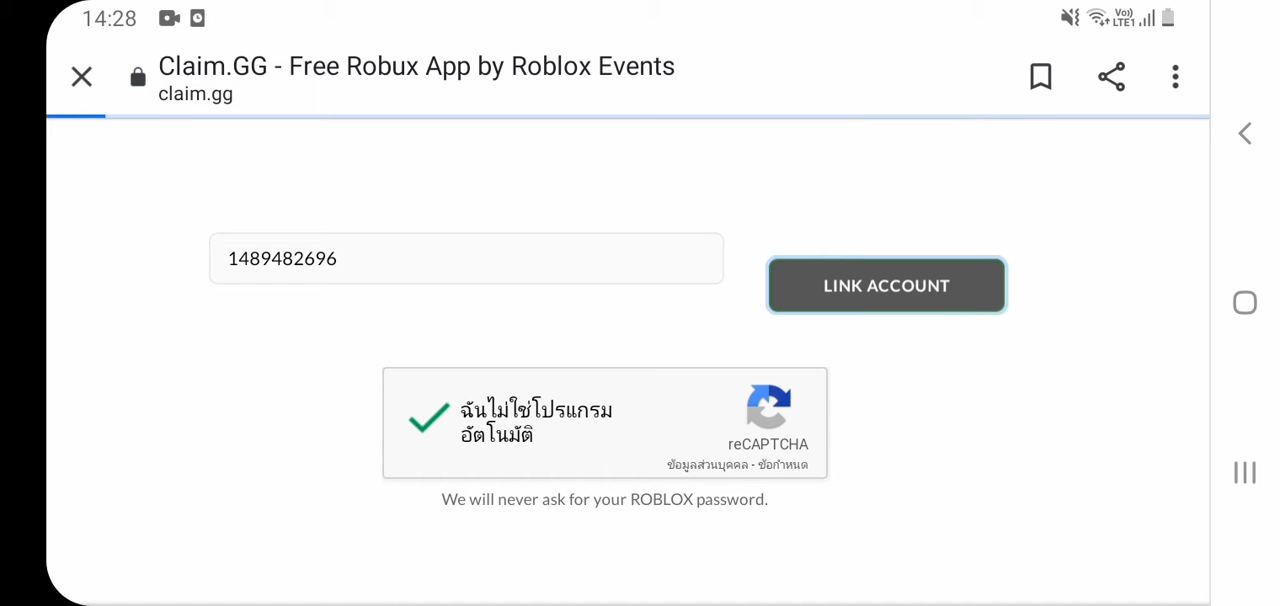 14:28
Vo))
LTE1
Claim.GG - Free Robux App by Roblox Events
claim.gg
1489482696
LINK ACCOUNT
ฉันไม่ใช่โปรแกรม
อัตโนมัติ
reCAPTCHA
ข้อมูลส่วนบุคคล - ข้อกำหนด
We will never ask for your ROBLOX password.